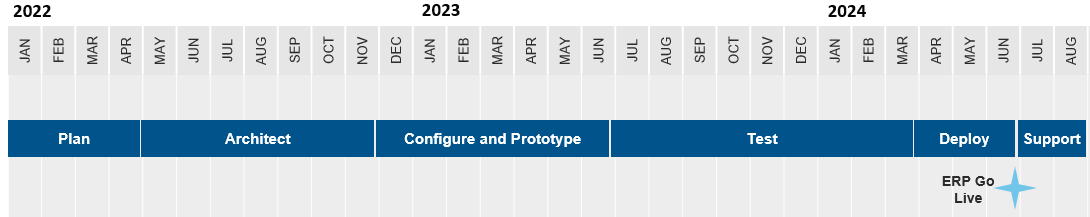 2022 2023 2024
JAN FEB MAR APR MAY JUN JUL AUG SEP OCT NOV DEC JAN FEB MAR APR MAY JUN JUL AUG SEP OCT NOV DEC JAN FEB MAR APR MAY JUN JUL AUG
Plan Architect Configure and Prototype Test Deploy Support
ERP Go
Live